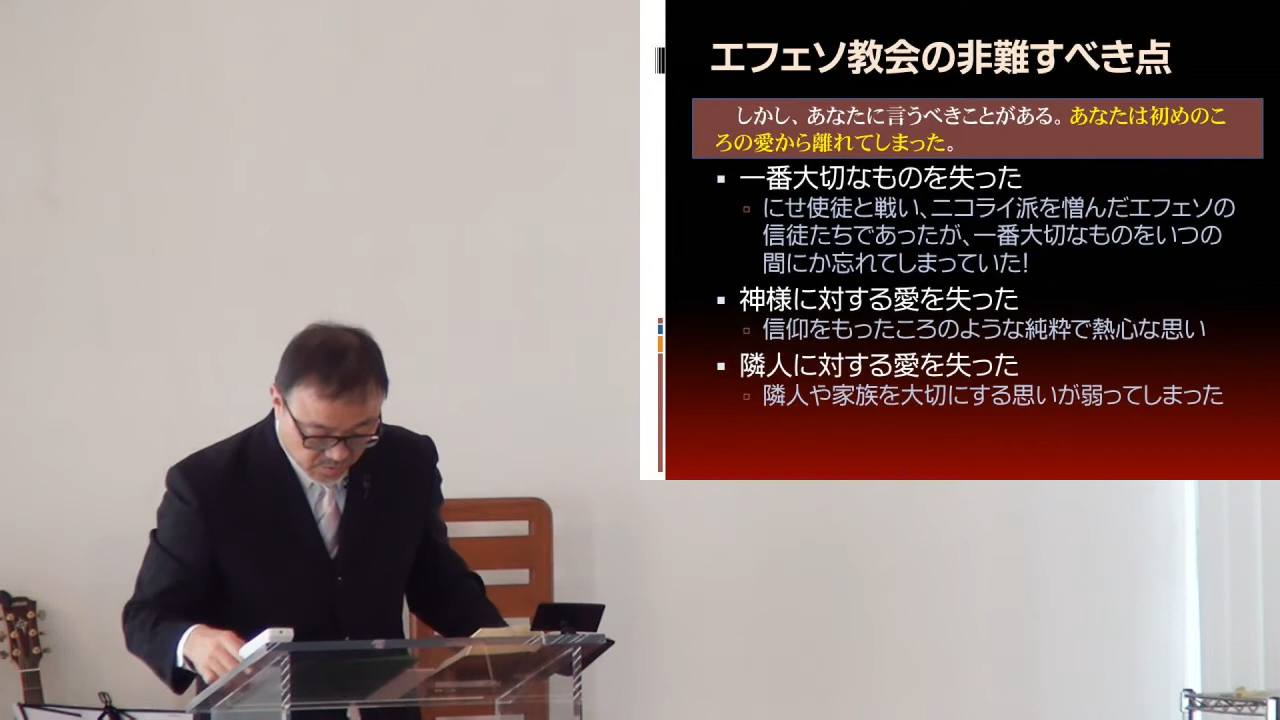 エフェソ教会の非難すべき点
しかし、あなたに言うべきことがある。あなたは初めのこ
ろの愛から離れてしまった。
▪ 一番大切なものを失った
▫ にせ使徒と戦い、ニコライ派を憎んだエフェソの
信徒たちであったが、一番大切なものをいつの
間にか忘れてしまっていた!
▪ 神様に対する愛を失った
▫ 信仰をもったころのような純粋で熱心な思い
▪ 隣人に対する愛を失った
▫ 隣人や家族を大切にする思いが弱ってしまった